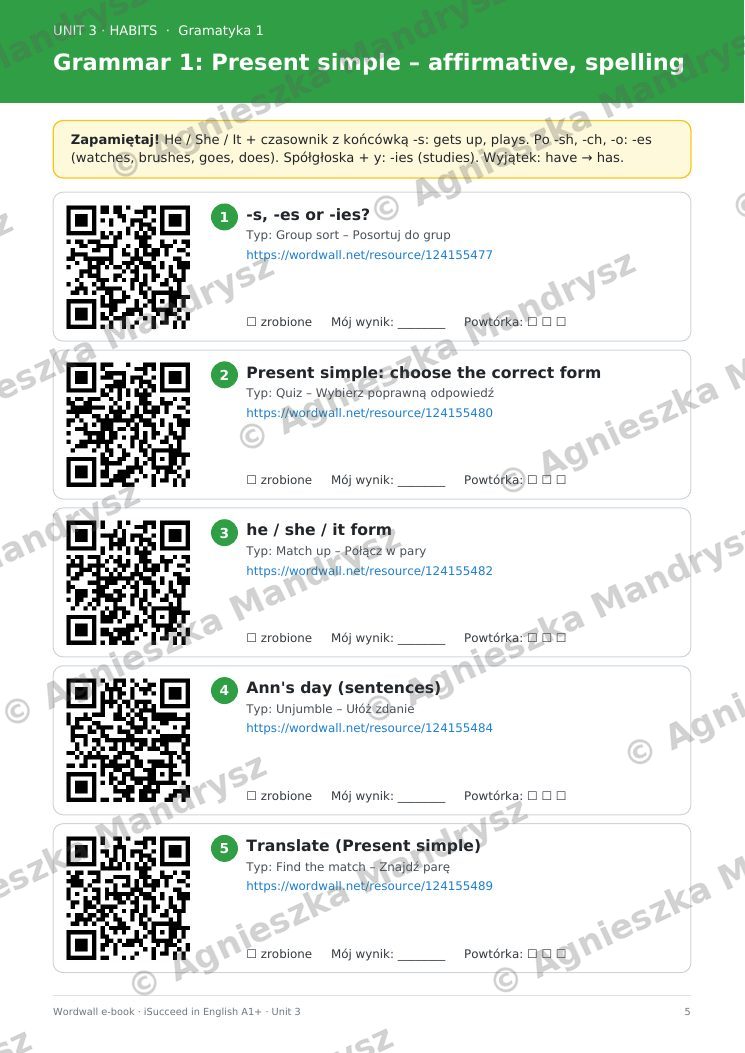 UNIT 3 · HABITS · Gramatyka 1
Grammar 1: Present simple – affirmative, spelling
Zapamiętaj! He / She / It + czasownik z końcówką -s: gets up, plays. Po -sh, -ch, -o: -es
(watches, brushes, goes, does). Spółgłoska + y: -ies (studies). Wyjątek: have → has.
1 -s, -es or -ies?
Typ: Group sort – Posortuj do grup
https://wordwall.net/resource/124155477
☐ zrobione Mój wynik: _______ Powtórka: ☐ ☐ ☐
2 Present simple: choose the correct form
Typ: Quiz – Wybierz poprawną odpowiedź
https://wordwall.net/resource/124155480
☐ zrobione Mój wynik: _______ Powtórka: ☐ ☐ ☐
3 he / she / it form
Typ: Match up – Połącz w pary
https://wordwall.net/resource/124155482
☐ zrobione Mój wynik: _______ Powtórka: ☐ ☐ ☐
4 Ann's day (sentences)
Typ: Unjumble – Ułóż zdanie
https://wordwall.net/resource/124155484
☐ zrobione Mój wynik: _______ Powtórka: ☐ ☐ ☐
5 Translate (Present simple)
Typ: Find the match – Znajdź parę
https://wordwall.net/resource/124155489
☐ zrobione Mój wynik: _______ Powtórka: ☐ ☐ ☐
Wordwall e-book · iSucceed in English A1+ · Unit 3 5
© Agnieszka Mandrysz